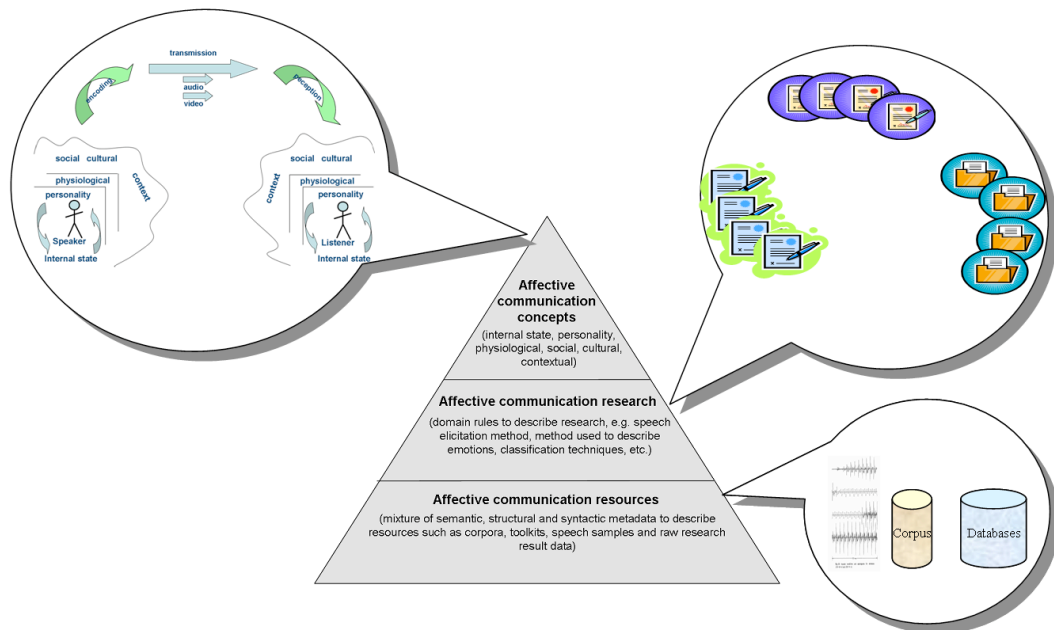 transmission
encoding
reception
audio
video
social cultural
physiological
personality
context
Speaker
Internal state
social cultural
context
physiological
personality
Listener
Internal state
Affective
communication
concepts
(internal state, personality,
physiological, social, cultural,
contextual)
Affective communication research
(domain rules to describe research, e.g. speech
elicitation method, method used to describe
emotions, classification techniques, etc.)
Affective communication resources
(mixture of semantic, structural and syntactic metadata to describe
resources such as corpora, toolkits, speech samples and raw research
result data)
Corpus
Databases